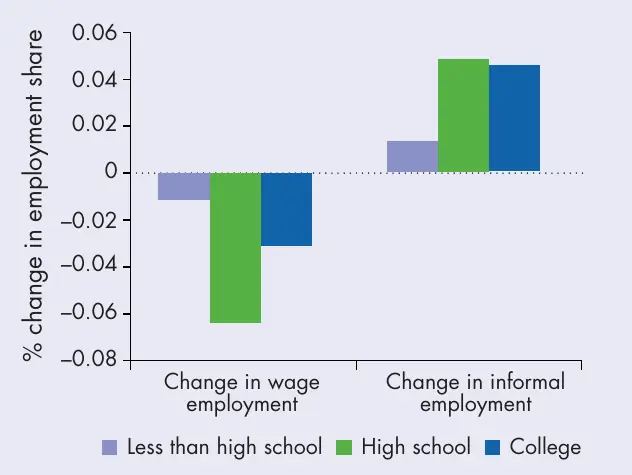 % change in employment share
0.06
0.04
0.02
0
–0.02
–0.04
–0.06
–0.08
Change in wage
employment
Change in informal
employment
Less than high school
High school
College